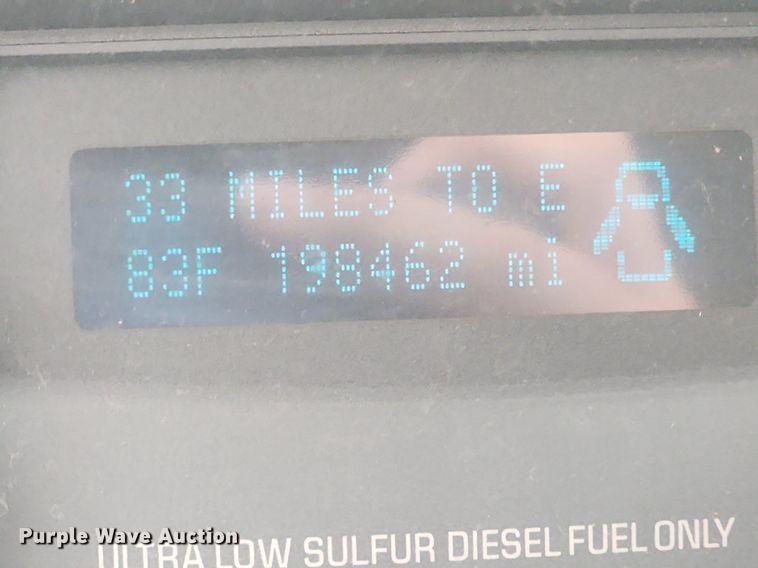 33 MILES TO E
83F 198462 mi
Purple Wave Auction
ULTRA LOW SULFUR DIESEL FUEL ONLY